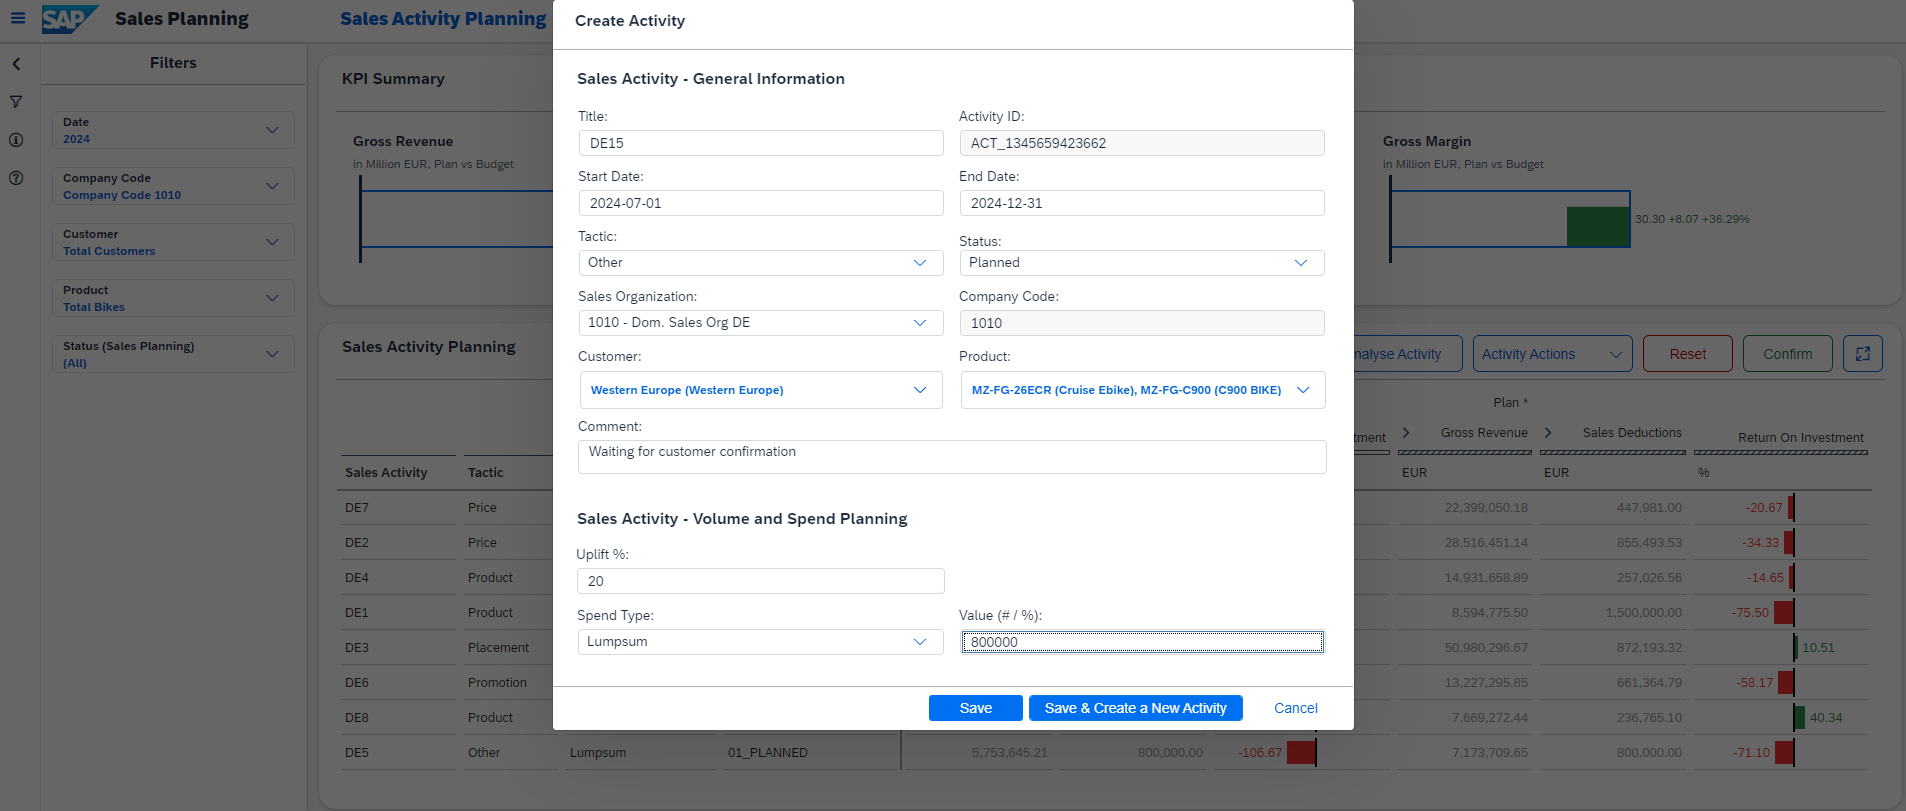 SAP
Sales Planning
Sales Activity Planning
Filters
Date
2024
Company Code
Company Code 1010
Customer
Total Customers
Product
Total Bikes
Status (Sales Planning)
(All)
KPI Summary
Gross Revenue
in Million EUR, Plan vs Budget
Gross Margin
in Million EUR, Plan vs Budget
30.30 +8.07 +36.29%
Create Activity
Sales Activity - General Information
Title:
DE15
Activity ID:
ACT_1345659423662
Start Date:
2024-07-01
End Date:
2024-12-31
Tactic:
Other
Status:
Planned
Sales Organization:
1010 - Dom. Sales Org DE
Company Code:
1010
Customer:
Western Europe (Western Europe)
Product:
MZ-FG-26ECR (Cruise Ebike), MZ-FG-C900 (C900 BIKE)
Comment:
Waiting for customer confirmation
Sales Activity - Volume and Spend Planning
Uplift %:
20
Spend Type:
Lumpsum
Value (# / %):
800000
Save
Save & Create a New Activity
Cancel
Sales Activity Planning
nalyse Activity
Activity Actions
Reset
Confirm
Plan *
tment
Gross Revenue
Sales Deductions
Return On Investment
Sales Activity Tactic EUR EUR %
DE7 Price 22,399,050.18 447,981.00 -20.67
DE2 Price 28,516,451.14 855,493.53 -34.33
DE4 Product 14,931,658.89 257,026.56 -14.65
DE1 Product 8,594,775.50 1,500,000.00 -75.50
DE3 Placement 50,980,296.67 872,193.32 10.51
DE6 Promotion 13,227,295.85 661,364.79 -58.17
DE8 Product 7,669,272.44 236,765.10 40.34
DE5 Other Lumpsum 01_PLANNED 5,753,645.21 800,000.00 -106.67 7,173,709.65 800,000.00 -71.10